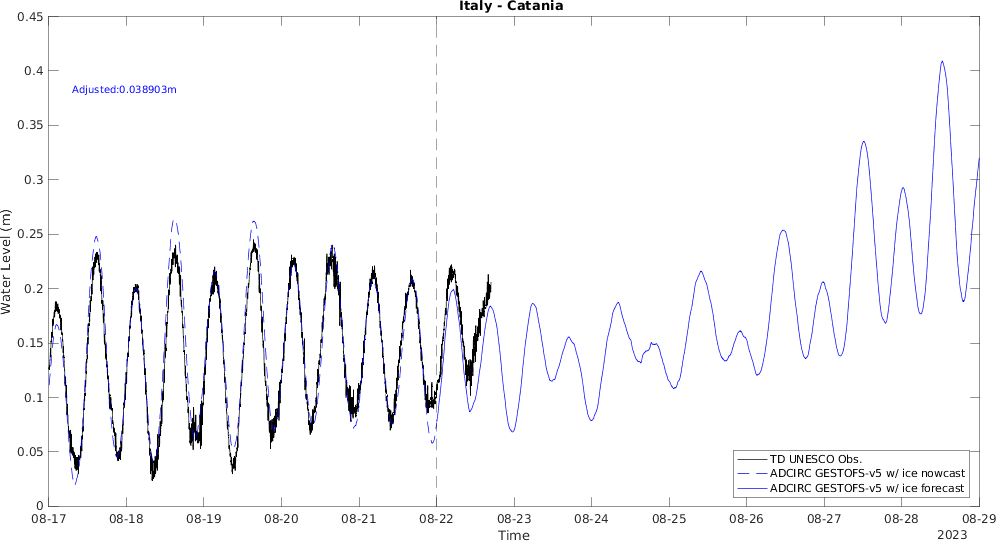 Italy - Catania
0.45
0.4
0.35
0.3
0.25
0.2
0.15
0.1
0.05
0
Water Level (m)
Adjusted:0.038903m
TD UNESCO Obs.
ADCIRC GESTOFS-v5 w/ ice nowcast
ADCIRC GESTOFS-v5 w/ ice forecast
08-17 08-18 08-19 08-20 08-21 08-22 08-23 08-24 08-25 08-26 08-27 08-28 08-29
Time
2023